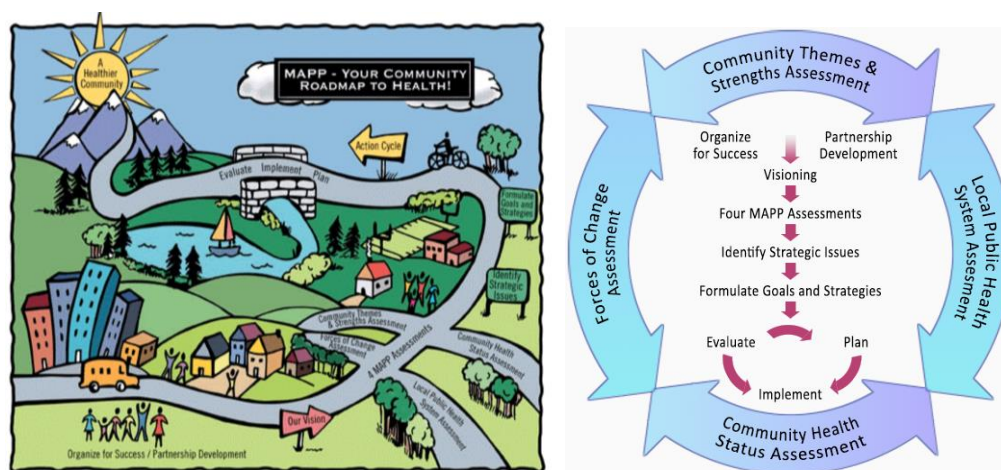 A
Healthier
Community
MAPP - YOUR COMMUNITY
ROADMAP TO HEALTH!
Action Cycle
Evaluate Implement Plan
Formulate
Goals and
Strategies
Identify
Strategic
Issues
Community Themes
& Strengths Assessment
Forces of Change
Assessment
4 MAPP Assessments
Community Health
Status Assessment
Local Public Health
System Assessment
Our Vision
Organize for Success / Partnership Development
Community Themes &
Strengths Assessment
Organize
for Success
Partnership
Development
Visioning
Four MAPP Assessments
Identify Strategic Issues
Formulate Goals and Strategies
Evaluate
Plan
Implement
Forces of Change
Assessment
Local Public Health
System Assessment
Community Health
Status Assessment